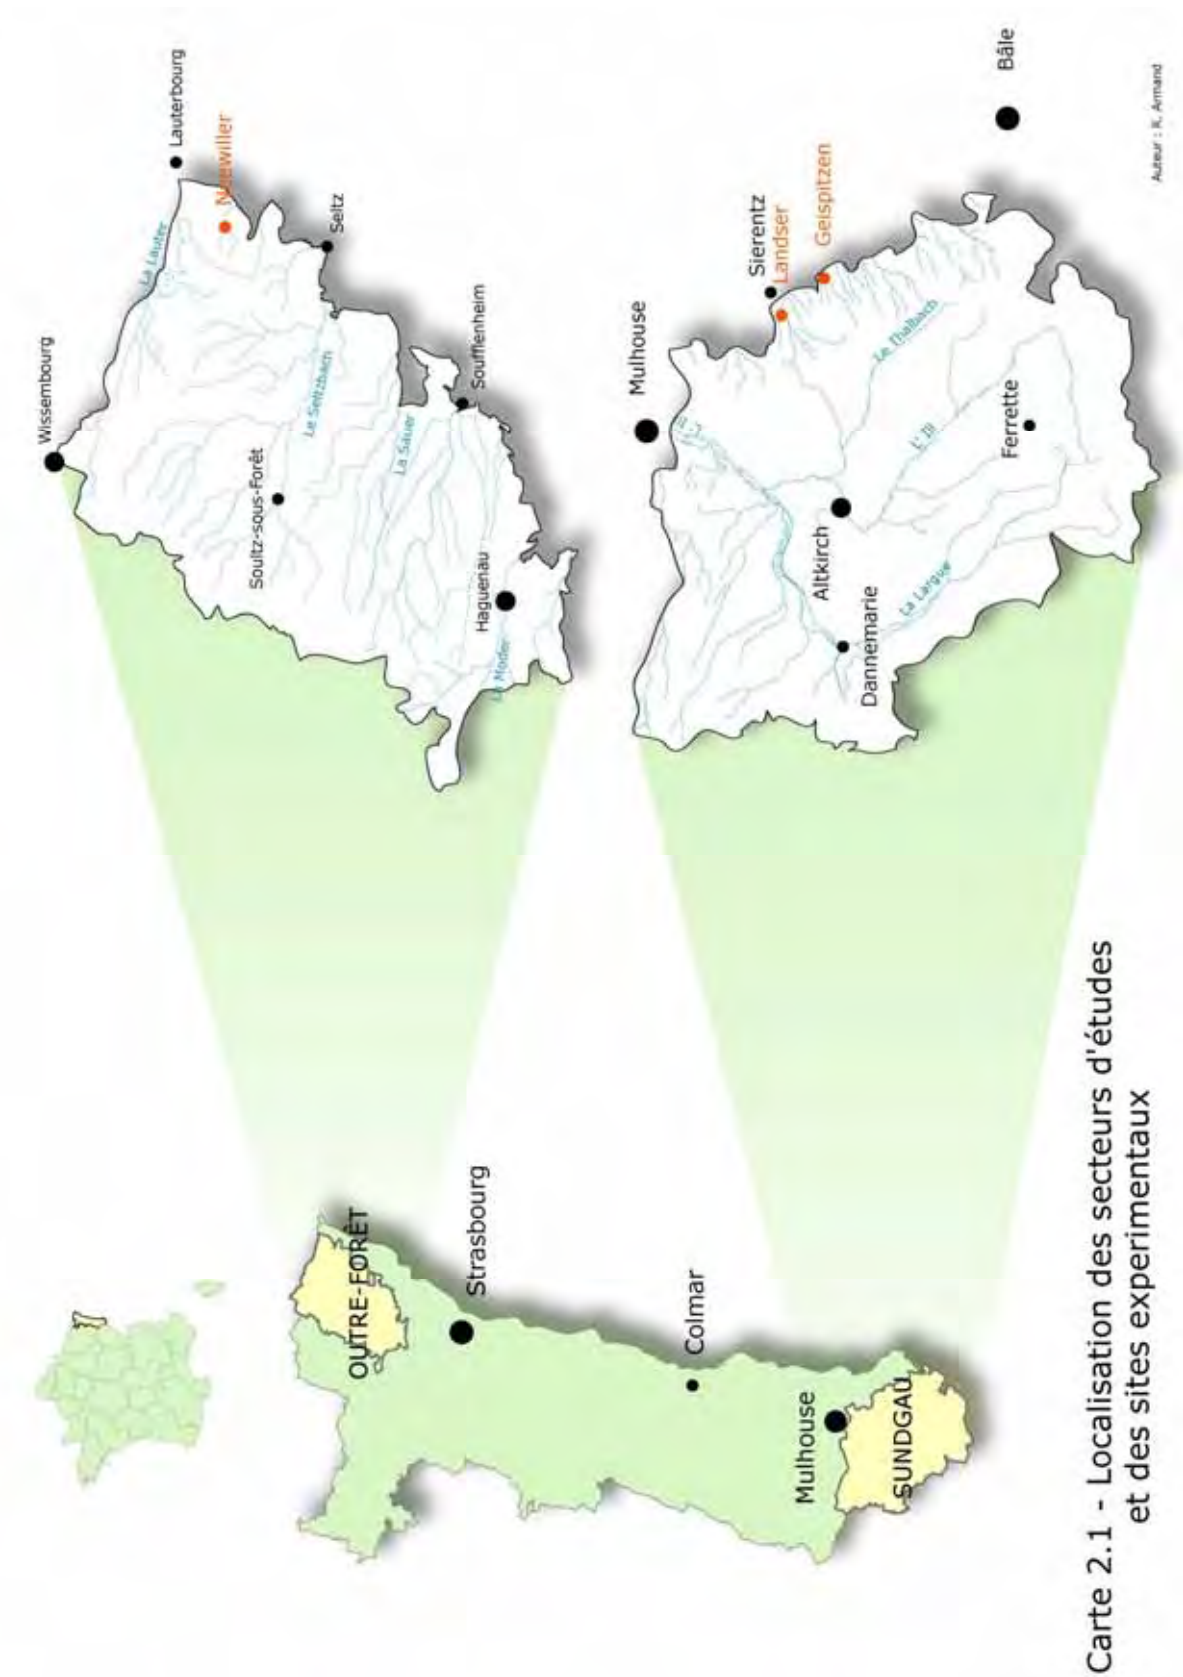 OUTRE-FORÊT
Strasbourg
Colmar
Mulhouse
SUNDGAU
Wissembourg
Lauterbourg
La Lauter
Neewiller
Seltz
Soultz-sous-Forêt
Le Seltzbach
La Sauer
Soufflenheim
Haguenau
La Moder
Mulhouse
L'Ill
Sierentz
Landser
Geispitzen
Altkirch
Le Thalbach
Dannemarie
La Largue
L'Ill
Ferrette
Bâle
Carte 2.1 - Localisation des secteurs d'études
et des sites experimentaux
Auteur : R. Armand